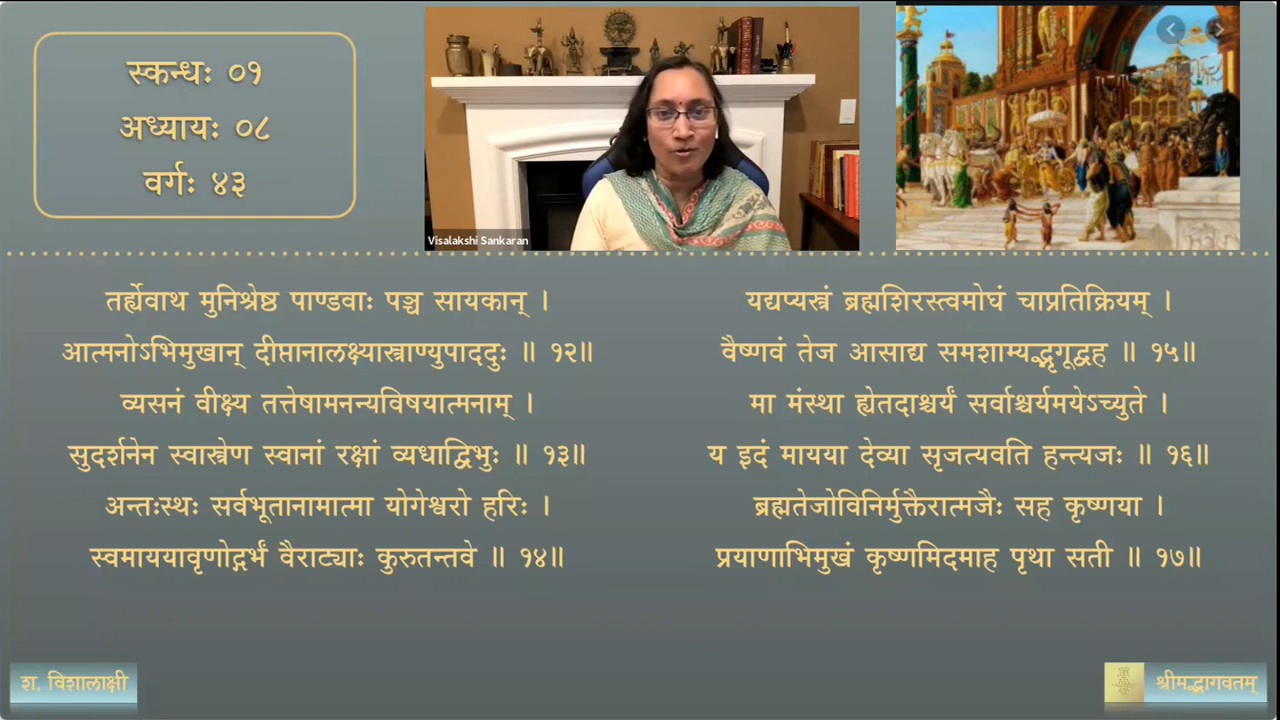 स्कन्धः ०१
अध्यायः ०८
वर्गः ४३
Visalakshi Sankaran
तर्ह्येवाथ मुनिश्रेष्ठ पाण्डवाः पञ्च सायकान् ।
आत्मनोऽभिमुखान् दीप्तानालक्ष्यास्त्राण्युपाददुः ॥ १२॥
व्यसनं वीक्ष्य तत्तेषामनन्यविषयात्मनाम् ।
सुदर्शनेन स्वास्त्रेण स्वानां रक्षां व्यधाद्विभुः ॥ १३॥
अन्तःस्थः सर्वभूतानामात्मा योगेश्वरो हरिः ।
स्वमाययावृणोद्गर्भं वैराट्याः कुरुतन्तवे ॥ १४॥
यद्यप्यस्त्रं ब्रह्मशिरस्त्वमोघं चाप्रतिक्रियम् ।
वैष्णवं तेज आसाद्य समशाम्यद्भृगूद्वह ॥ १५॥
मा मंस्था ह्येतदाश्चर्यं सर्वाश्चर्यमयेऽच्युते ।
य इदं मायया देव्या सृजत्यवति हन्त्यजः ॥ १६॥
ब्रह्मतेजोविनिर्मुक्तैरात्मजैः सह कृष्णया ।
प्रयाणाभिमुखं कृष्णमिदमाह पृथा सती ॥ १७॥
श. विशालाक्षी
श्रीमद्भागवतम्